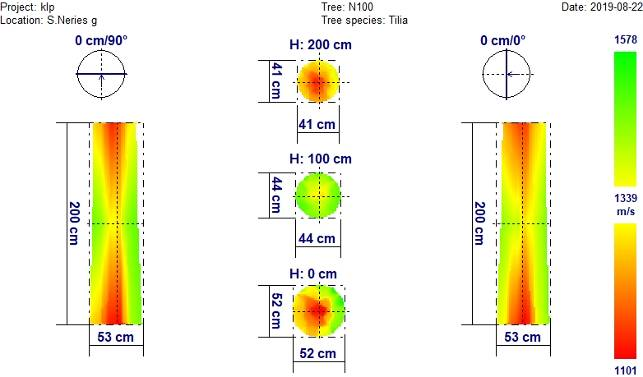 Project: klp
Tree: N100
Date: 2019-08-22
Location: S.Neries g
Tree species: Tilia
0 cm/90°
H: 200 cm
0 cm/0°
1578
41 cm
41 cm
H: 100 cm
44 cm
44 cm
1339
m/s
200 cm
200 cm
H: 0 cm
52 cm
52 cm
53 cm
53 cm
1101